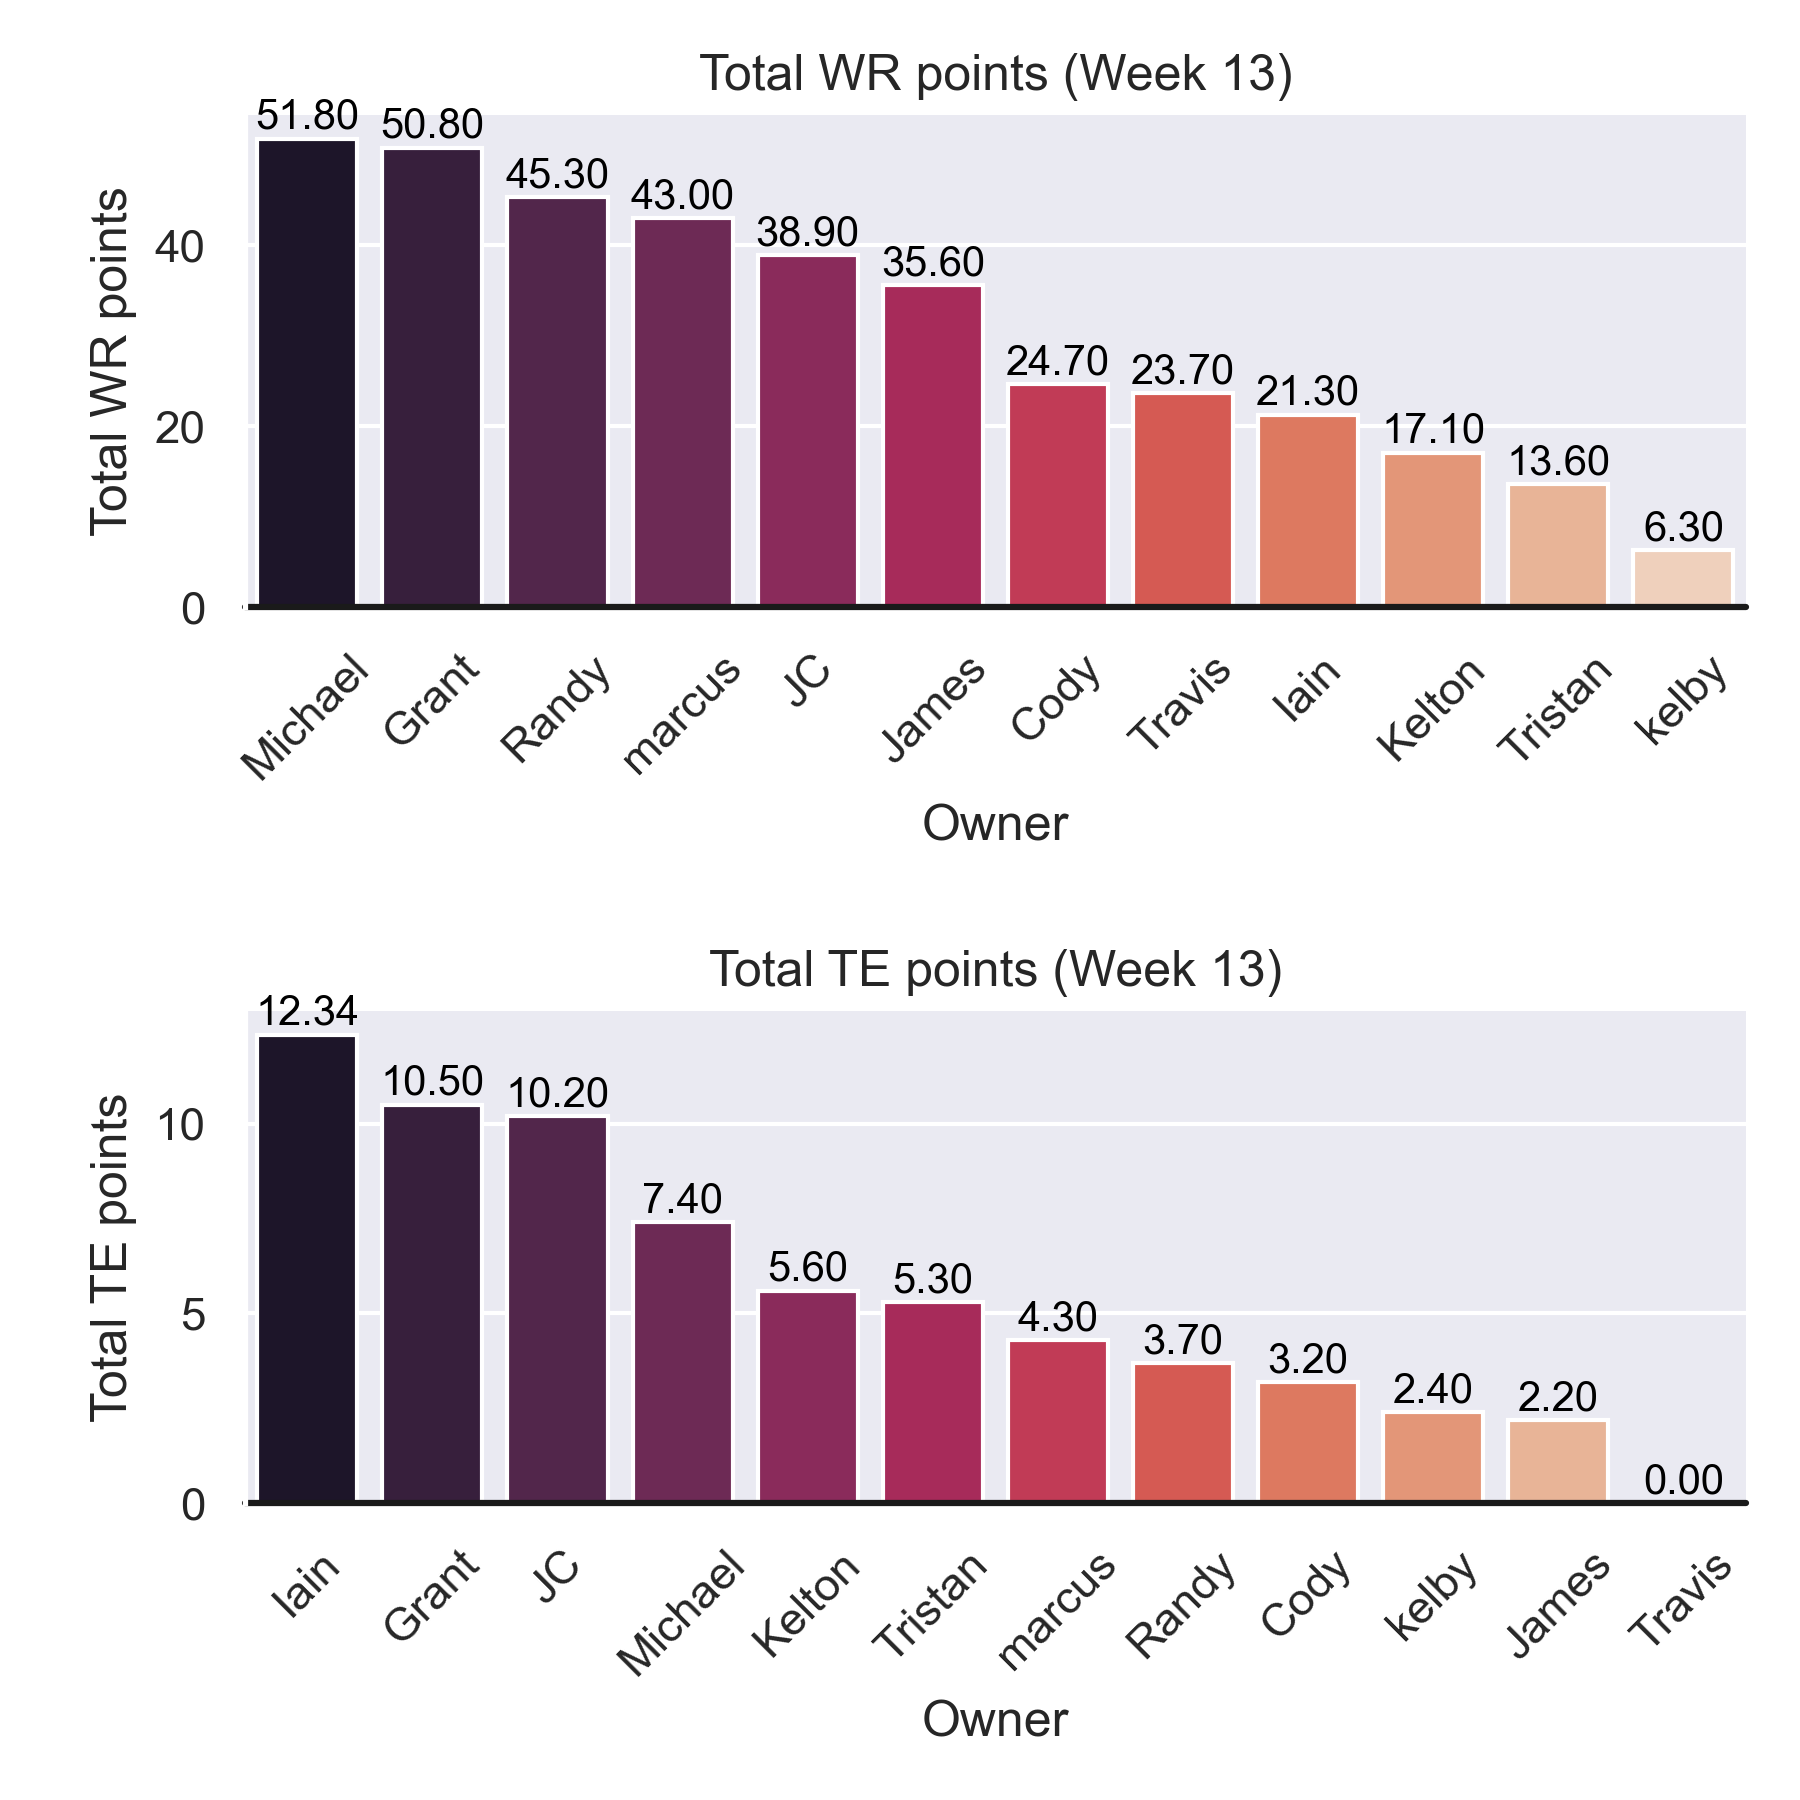 Total WR points (Week 13)
51.80 50.80 45.30 43.00 38.90 35.60 24.70 23.70 21.30 17.10 13.60 6.30
Total WR points
40
20
0
Michael Grant Randy marcus JC James Cody Travis Iain Kelton Tristan kelby
Owner
Total TE points (Week 13)
12.34 10.50 10.20 7.40 5.60 5.30 4.30 3.70 3.20 2.40 2.20 0.00
Total TE points
10
5
0
Iain Grant JC Michael Kelton Tristan marcus Randy Cody kelby James Travis
Owner